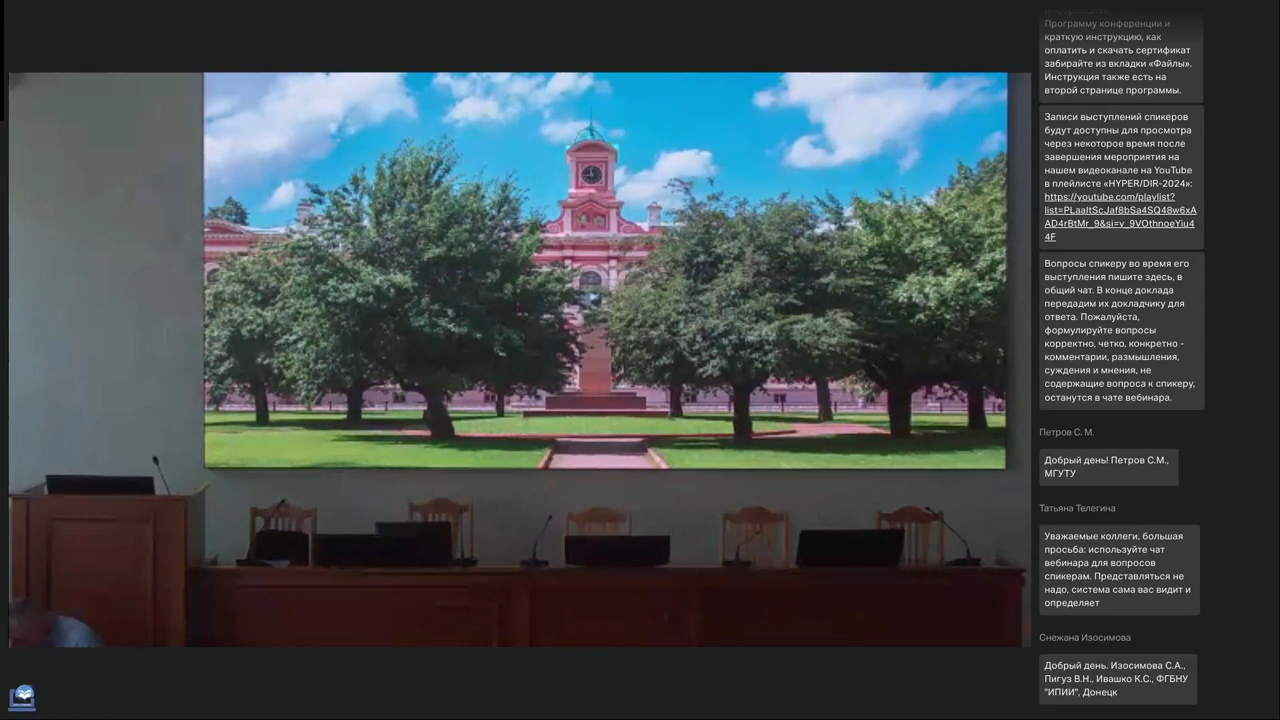 Программу конференции и
краткую инструкцию, как
оплатить и скачать сертификат
забирайте из вкладки «Файлы».
Инструкция также есть на
второй странице программы.
Записи выступлений спикеров
будут доступны для просмотра
через некоторое время после
завершения мероприятия на
нашем видеоканале на YouTube
в плейлисте «HYPER/DIR-2024»:
https://youtube.com/playlist?
list=PLaaItScJaf8bSa4SQ48w6xA
AD4rBtMr_9&si=v_9VOthnoeYiu4
4F
Вопросы спикеру во время его
выступления пишите здесь, в
общий чат. В конце доклада
передадим их докладчику для
ответа. Пожалуйста,
формулируйте вопросы
корректно, четко, конкретно -
комментарии, размышления,
суждения и мнения, не
содержащие вопроса к спикеру,
останутся в чате вебинара.
Петров С. М.
Добрый день! Петров С.М.,
МГУТУ
Татьяна Телегина
Уважаемые коллеги, большая
просьба: используйте чат
вебинара для вопросов
спикерам. Представляться не
надо, система сама вас видит и
определяет
Снежана Изосимова
Добрый день. Изосимова С.А.,
Пигуз В.Н., Ивашко К.С., ФГБНУ
"ИПИИ", Донецк